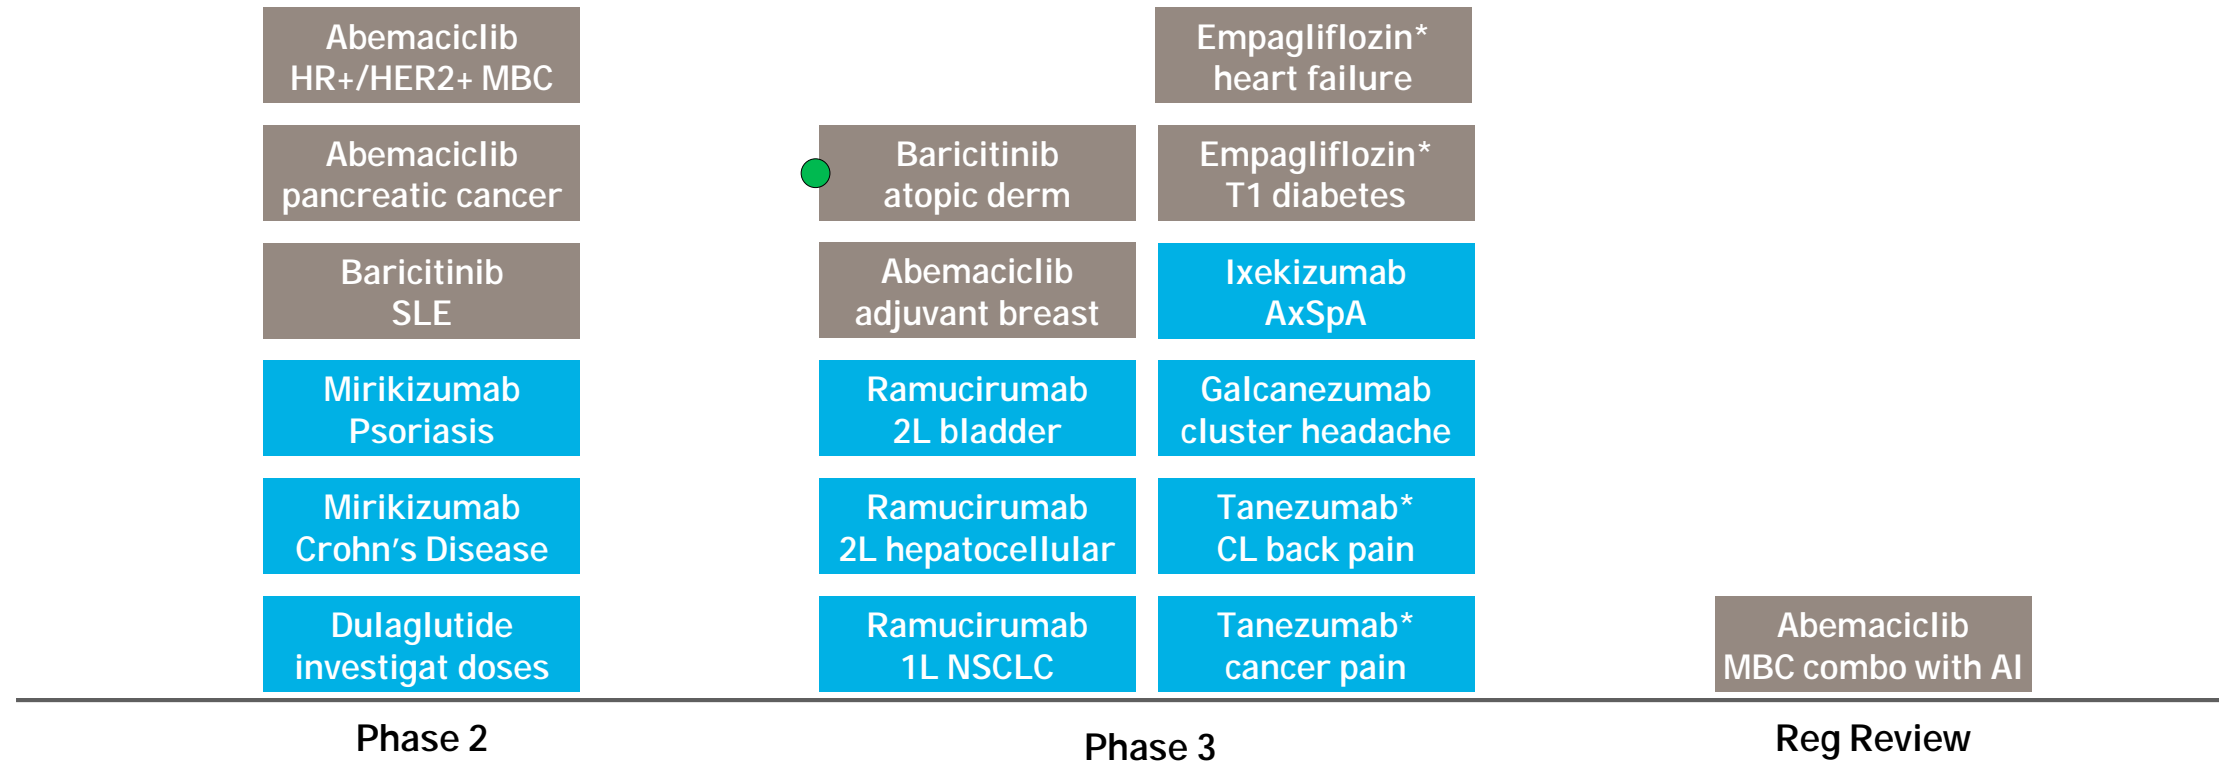 Abemaciclib
HR+/HER2+ MBC
Abemaciclib
pancreatic cancer
Baricitinib
SLE
Mirikizumab
Psoriasis
Mirikizumab
Crohn's Disease
Dulaglutide
investigat doses
Phase 2
Baricitinib
atopic derm
Abemaciclib
adjuvant breast
Ramucirumab
2L bladder
Ramucirumab
2L hepatocellular
Ramucirumab
1L NSCLC
Empagliflozin*
heart failure
Empagliflozin*
T1 diabetes
Ixekizumab
AxSpA
Galcanezumab
cluster headache
Tanezumab*
CL back pain
Tanezumab*
cancer pain
Phase 3
Abemaciclib
MBC combo with AI
Reg Review